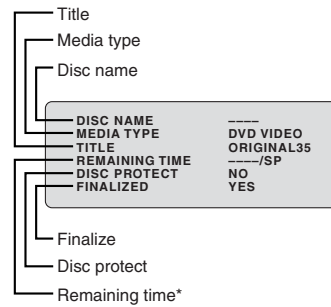 Title
Media type
Disc name
DISC NAME ----
MEDIA TYPE DVD VIDEO
TITLE ORIGINAL35
REMAINING TIME ----/SP
DISC PROTECT NO
FINALIZED YES
Finalize
Disc protect
Remaining time*